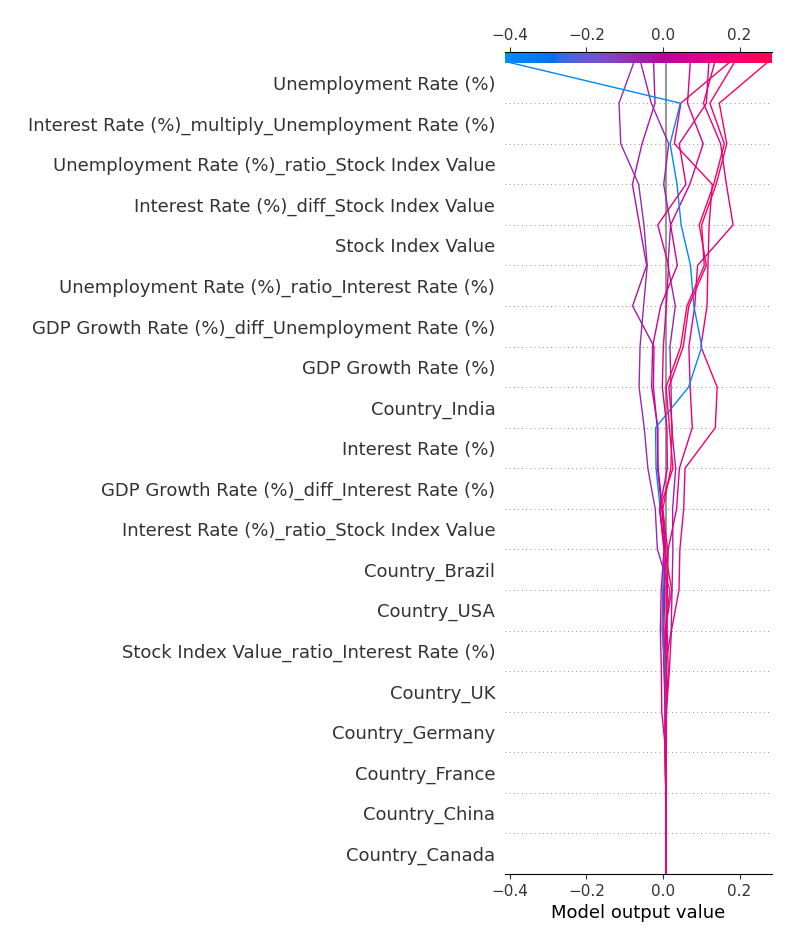 −0.4 −0.2 0.0 0.2
Unemployment Rate (%)
Interest Rate (%)_multiply_Unemployment Rate (%)
Unemployment Rate (%)_ratio_Stock Index Value
Interest Rate (%)_diff_Stock Index Value
Stock Index Value
Unemployment Rate (%)_ratio_Interest Rate (%)
GDP Growth Rate (%)_diff_Unemployment Rate (%)
GDP Growth Rate (%)
Country_India
Interest Rate (%)
GDP Growth Rate (%)_diff_Interest Rate (%)
Interest Rate (%)_ratio_Stock Index Value
Country_Brazil
Country_USA
Stock Index Value_ratio_Interest Rate (%)
Country_UK
Country_Germany
Country_France
Country_China
Country_Canada
−0.4 −0.2 0.0 0.2
Model output value